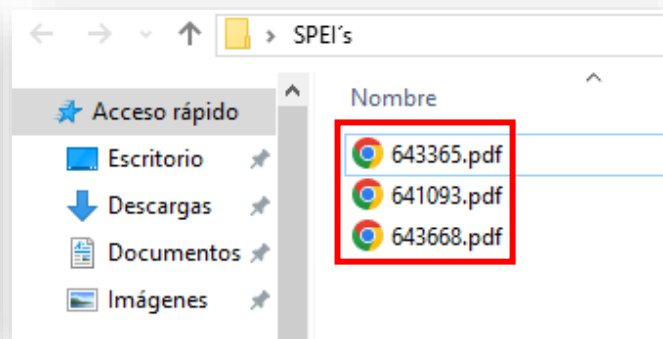 SPEI´s
Acceso rápido
Escritorio
Descargas
Documentos
Imágenes
Nombre
643365.pdf
641093.pdf
643668.pdf